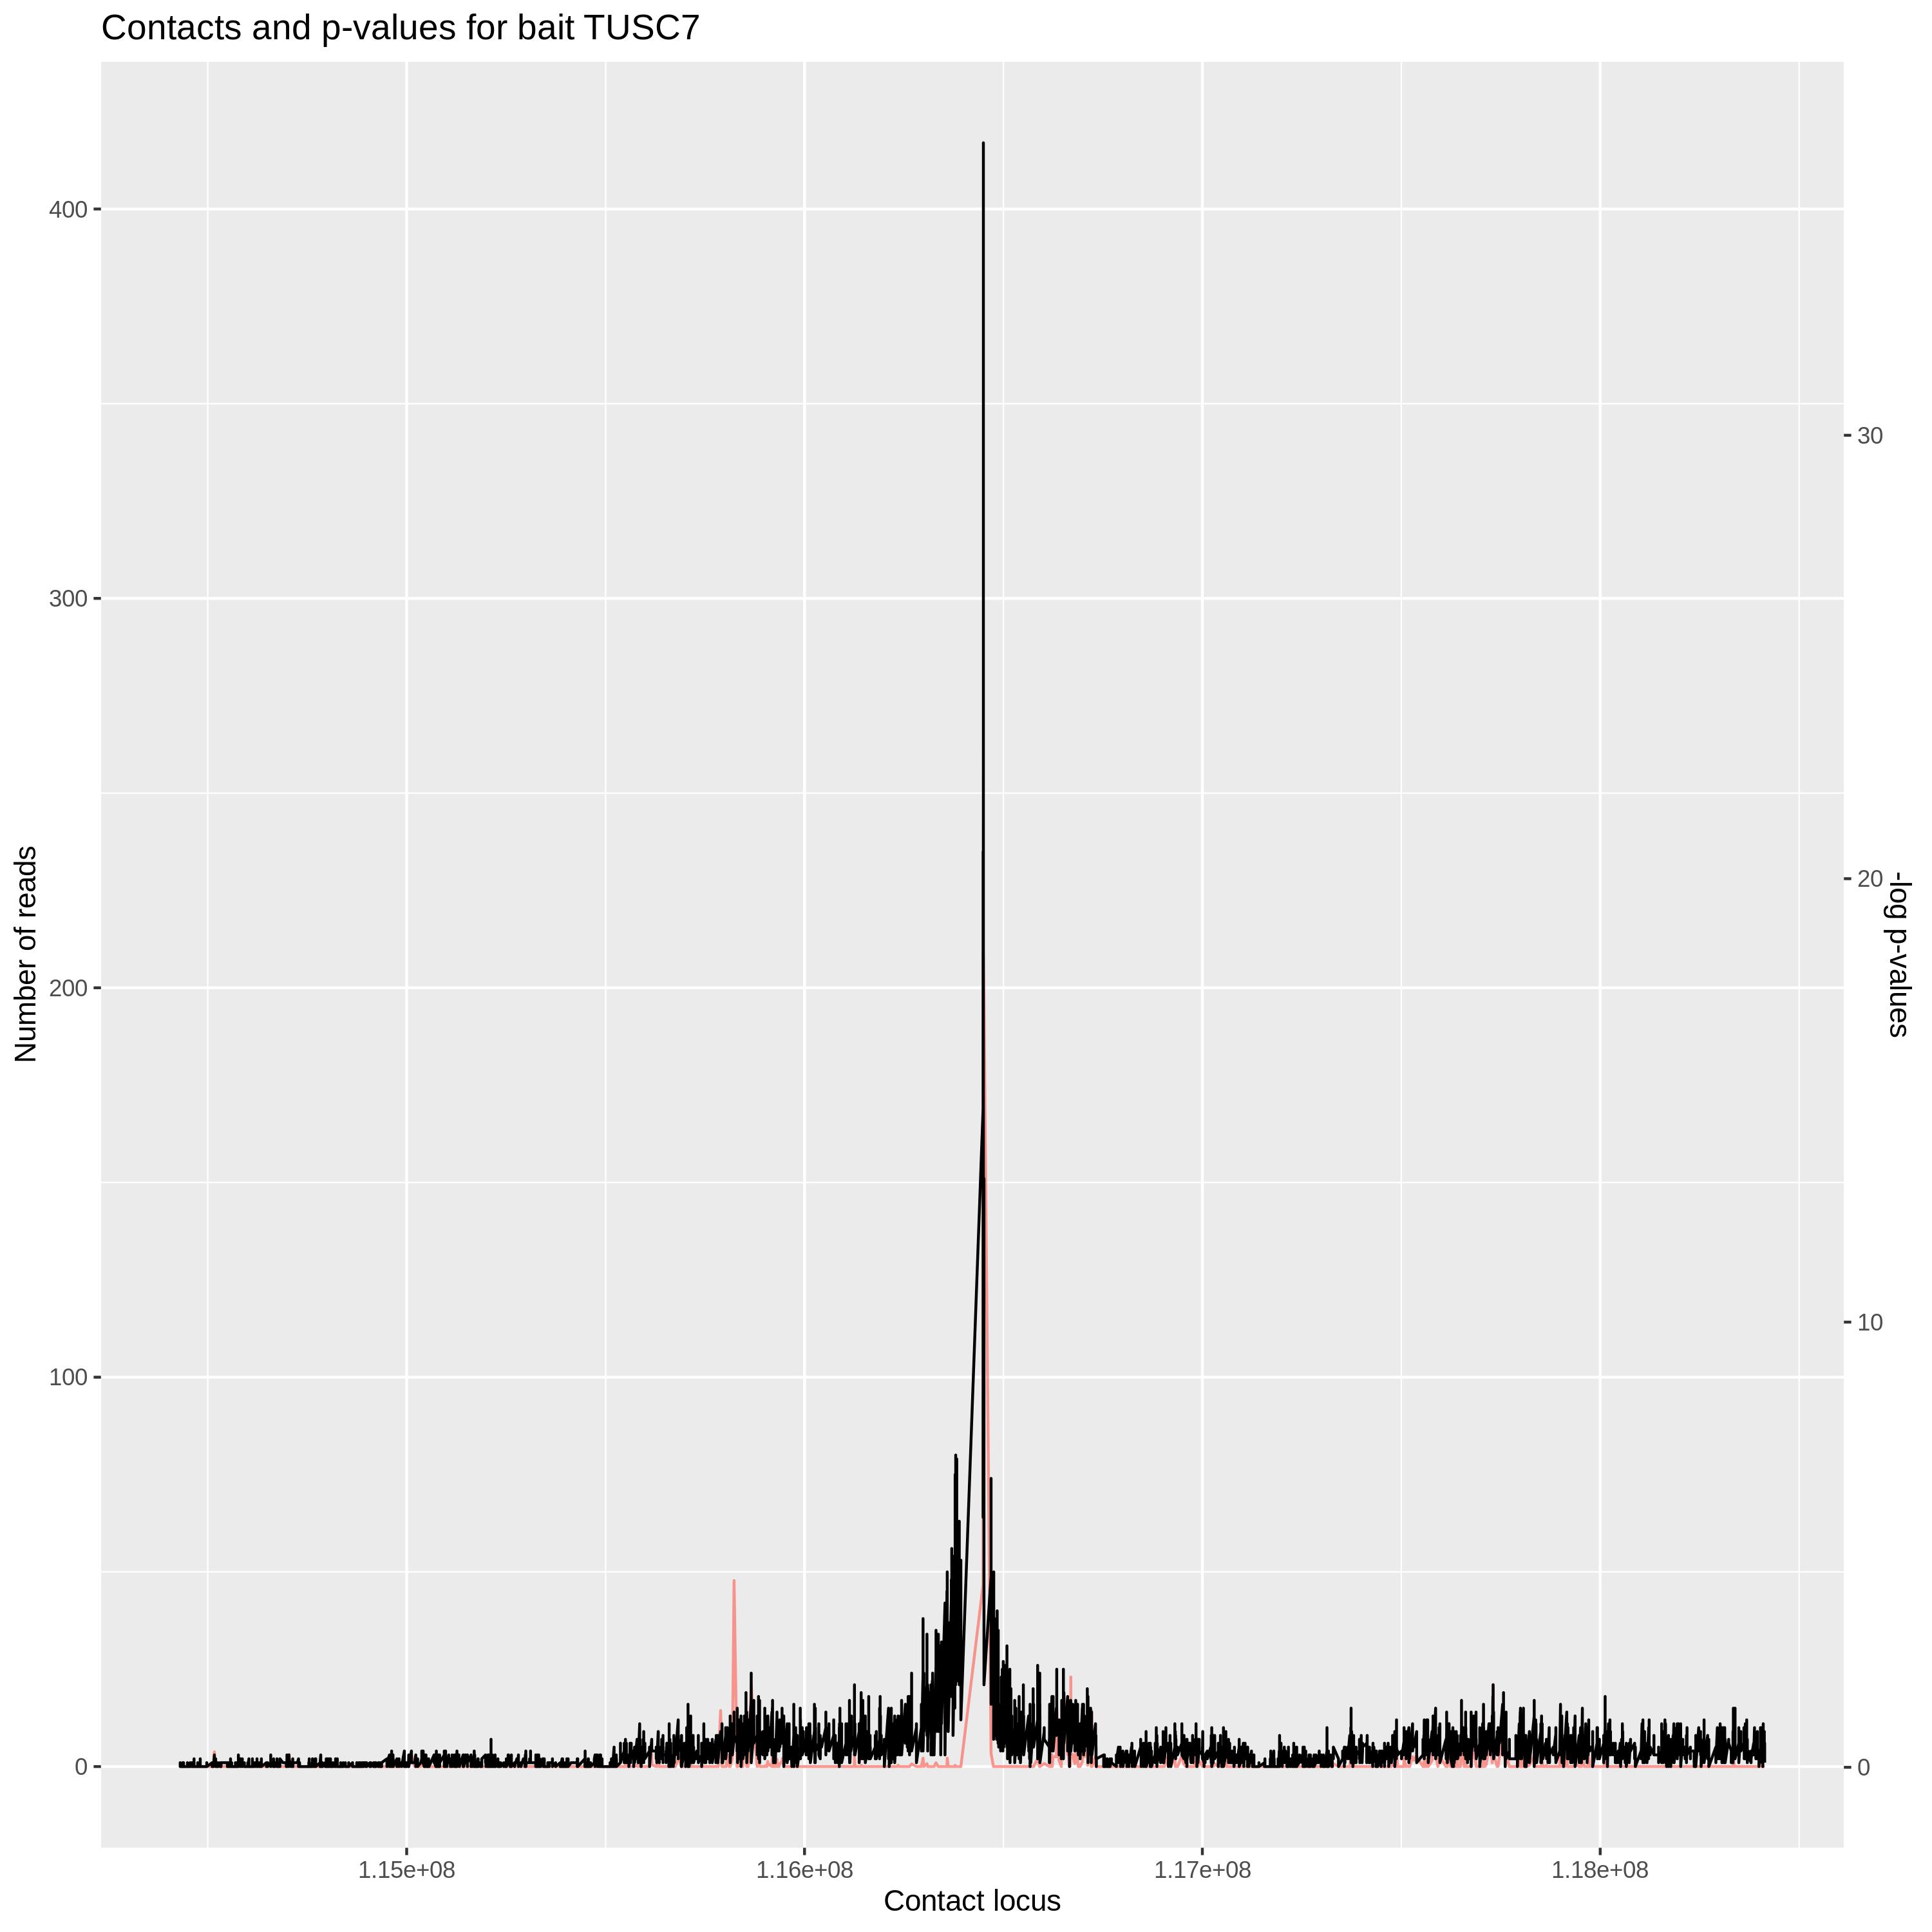 Contacts and p-values for bait TUSC7
Number of reads
400
300
200
100
0
30
20
10
0
-log p-values
1.15e+08
1.16e+08
1.17e+08
1.18e+08
Contact locus